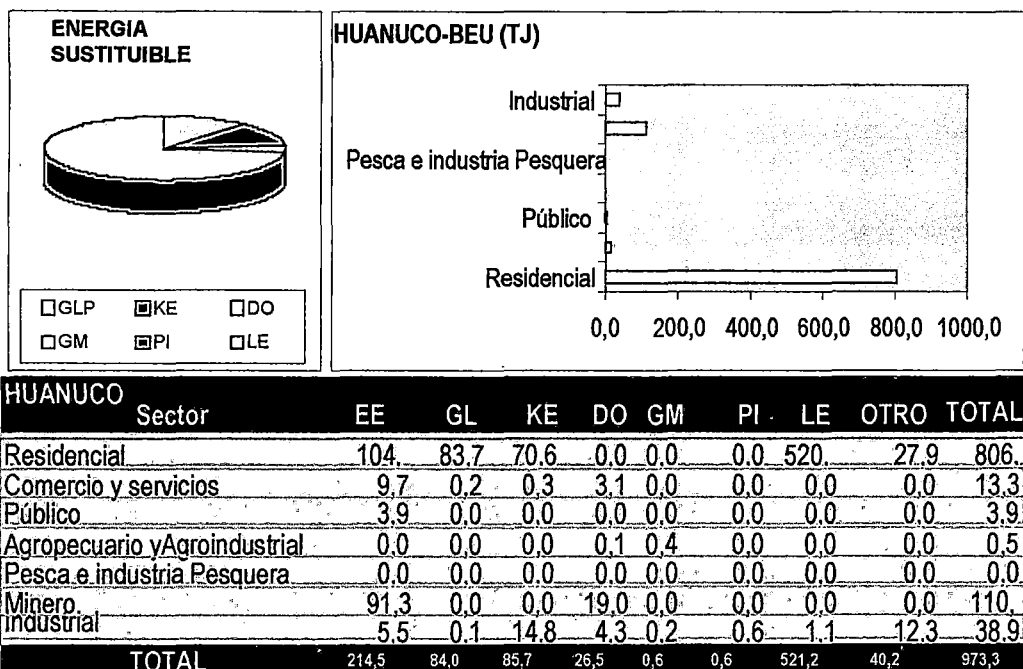 ENERGIA
SUSTITUIBLE
GLP KE DO
GM PI LE
HUANUCO-BEU (TJ)
Industrial
Pesca e industria Pesquera
Público
Residencial
0,0 200,0 400,0 600,0 800,0 1000,0
HUANUCO
Sector EE GL KE DO GM PI LE OTRO TOTAL
Residencial 104, 83,7 70,6 0,0 0,0 0,0 520, 27,9 806,
Comercio y servicios 9,7 0,2 0,3 3,1 0,0 0,0 0,0 0,0 13,3
Público 3,9 0,0 0,0 0,0 0,0 0,0 0,0 0,0 3,9
Agropecuario yAgroindustrial 0,0 0,0 0,0 0,1 0,4 0,0 0,0 0,0 0,5
Pesca e industria Pesquera 0,0 0,0 0,0 0,0 0,0 0,0 0,0 0,0 0,0
Minero 91,3 0,0 0,0 19,0 0,0 0,0 0,0 0,0 110,
Industrial 5,5 0,1 14,8 4,3 0,2 0,6 1,1 12,3 38,9
TOTAL 214,5 84,0 85,7 26,5 0,6 0,6 521,2 40,2 973,3